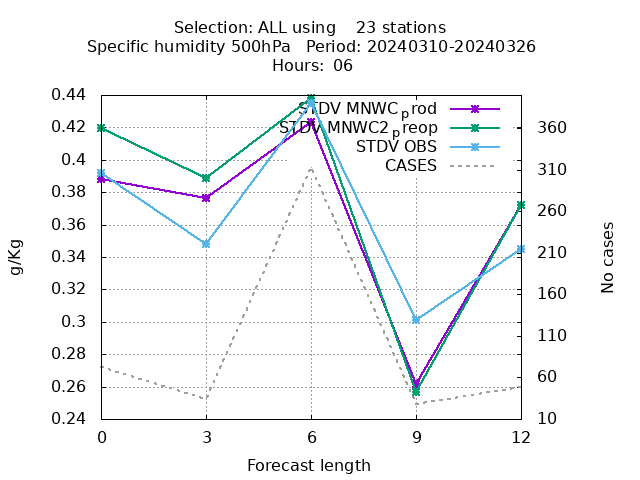 Selection: ALL using    23 stations
Specific humidity 500hPa   Period: 20240310-20240326
Hours:  06
STDV MNWC_prod
STDV MNWC2_preop
STDV OBS
CASES
0.44
0.42
0.4
0.38
0.36
0.34
0.32
0.3
0.28
0.26
0.24
g/Kg
360
310
260
210
160
110
60
10
No cases
0 3 6 9 12
Forecast length